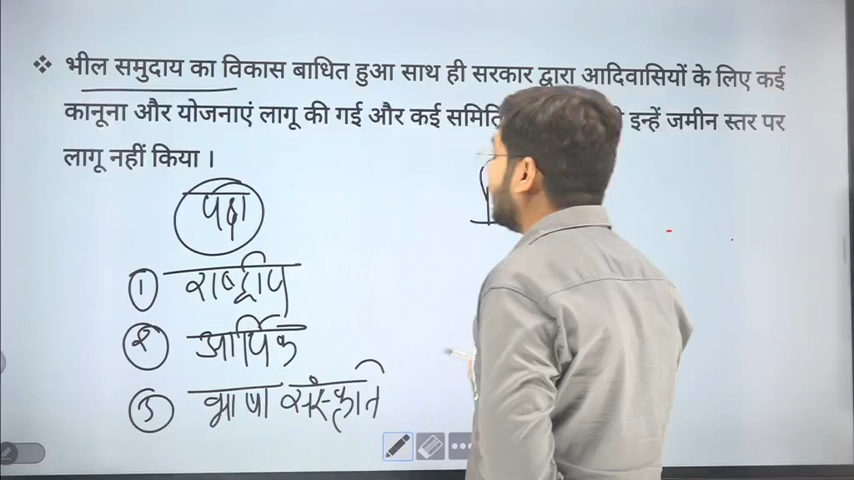 ❖ भील समुदाय का विकास बाधित हुआ साथ ही सरकार द्वारा आदिवासियों के लिए कई
कानूना और योजनाएं लागू की गई और कई समिति इन्हें जमीन स्तर पर
लागू नहीं किया ।
पक्ष
① राष्ट्रीय
② आर्थिक
③ भाषा संस्कृति